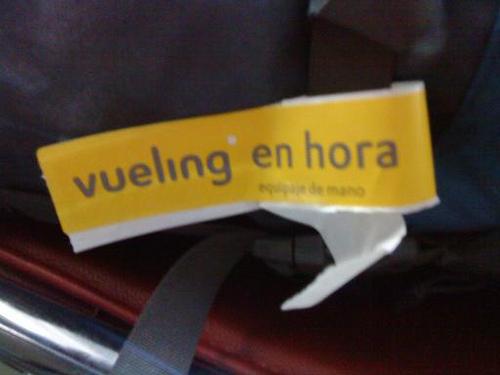 vueling en hora
equipaje de mano